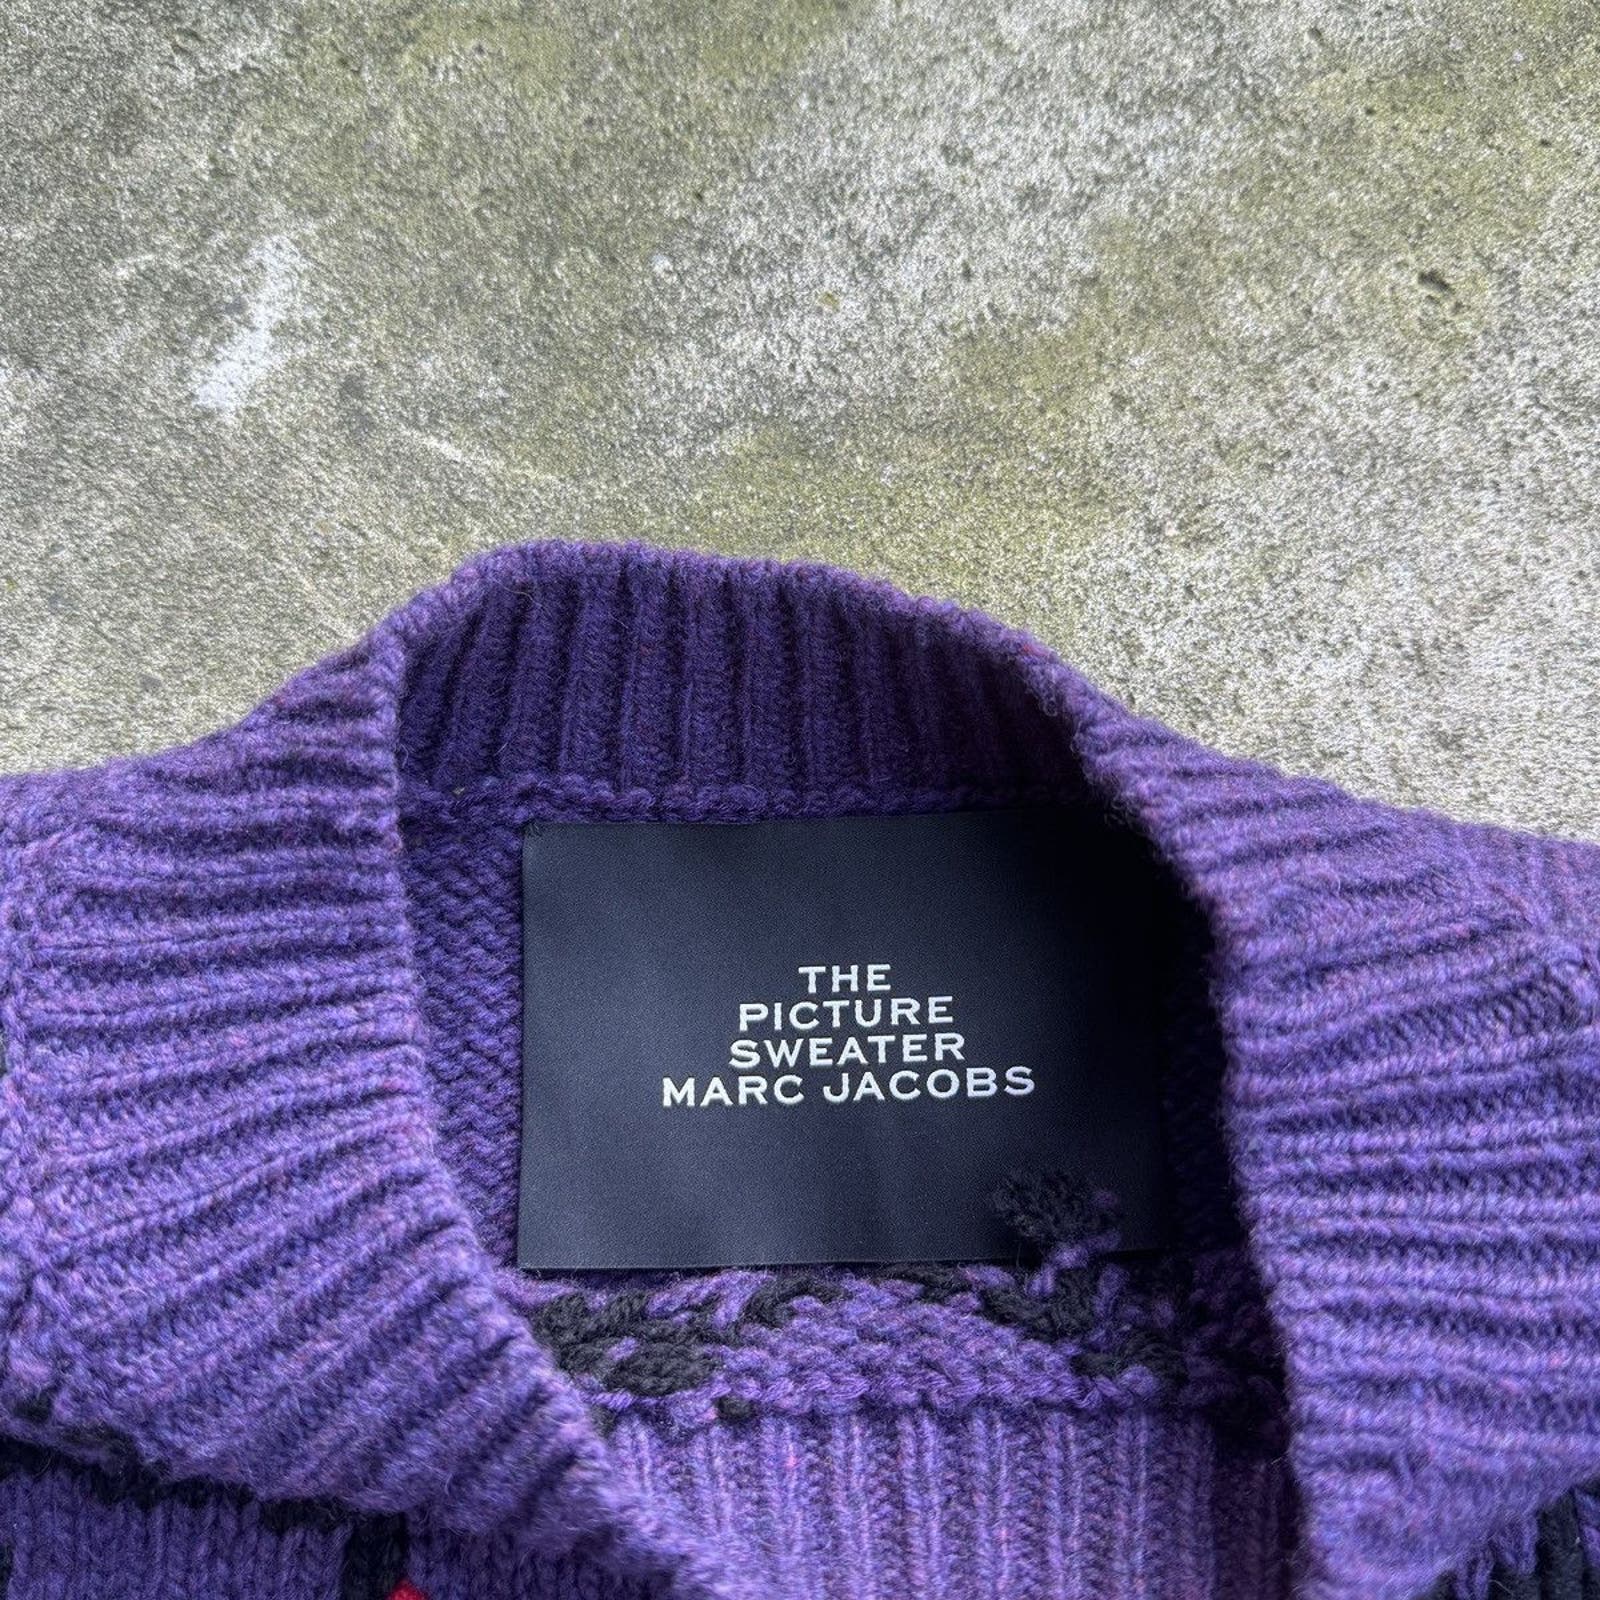 THE
PICTURE
SWEATER
MARC JACOBS